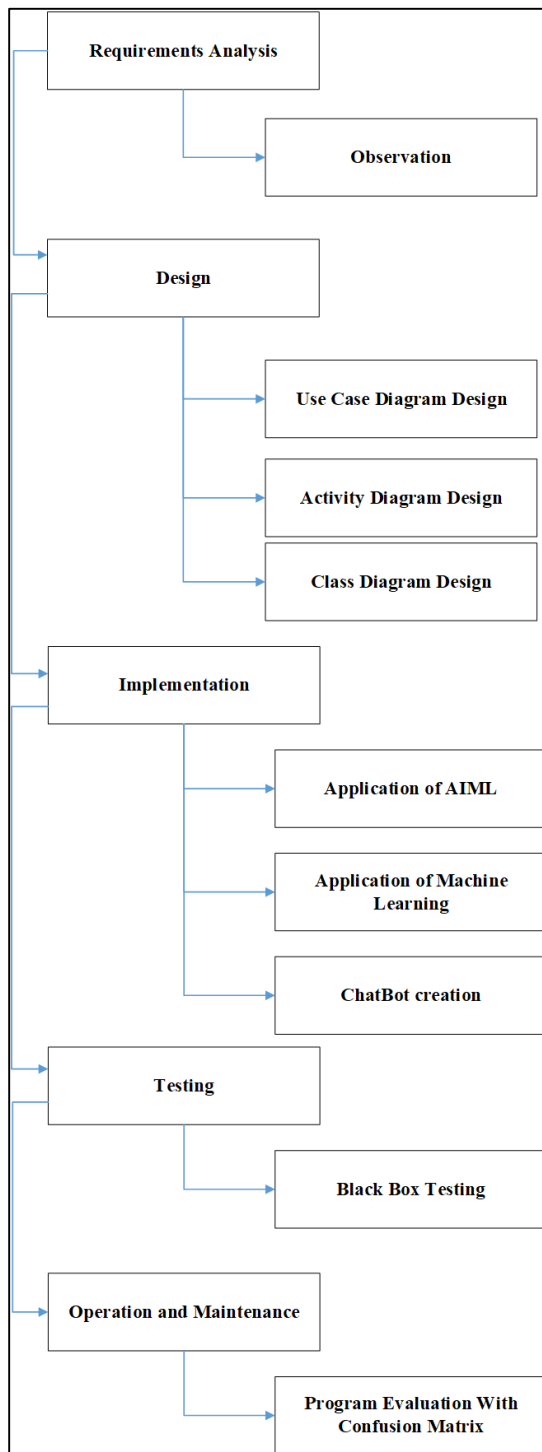 Requirements Analysis
Observation
Design
Use Case Diagram Design
Activity Diagram Design
Class Diagram Design
Implementation
Application of AIML
Application of Machine
Learning
ChatBot creation
Testing
Black Box Testing
Operation and Maintenance
Program Evaluation With
Confusion Matrix